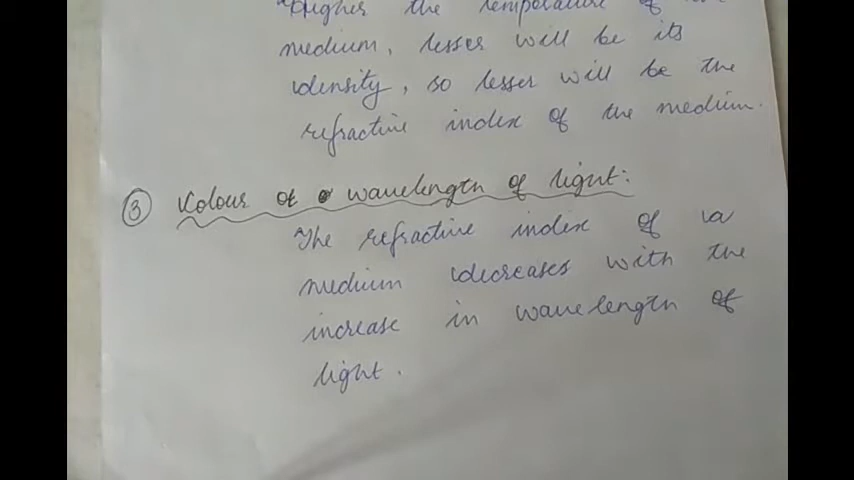 Higher the temperature of
medium, lesser will be its
density, so lesser will be the
refractive index of the medium.
③ Colour of wavelength of light:
The refractive index of a
medium decreases with the
increase in wavelength of
light.